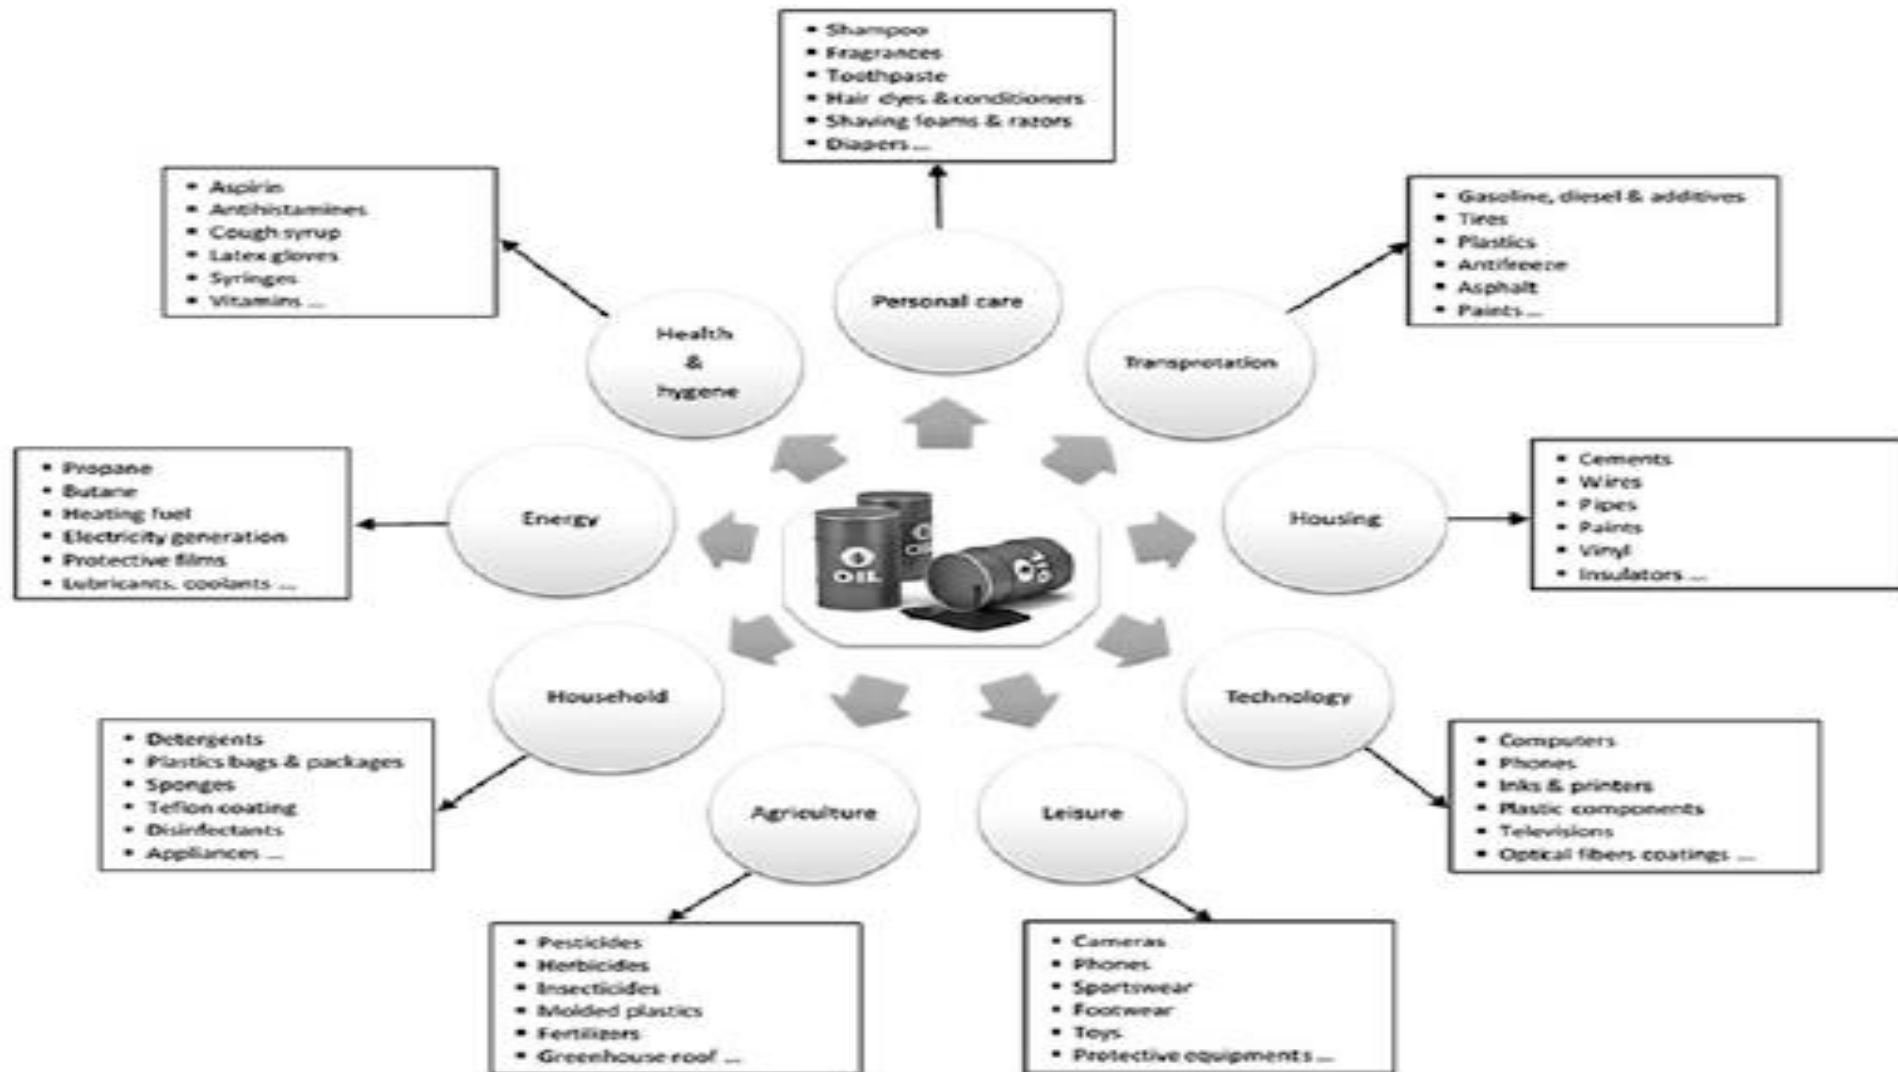 Shampoo
Fragrances
Toothpaste
Hair dyes &conditioners
Shaving foams & razors
Diapers ...
Aspirin
Antihistamines
Cough syrup
Latex gloves
Syringes
Vitamins ...
Gasoline, diesel & additives
Tires
Plastics
Antifreeze
Asphalt
Paints ...
Personal care
Health
&
hygene
Transprotation
Propane
Butane
Heating fuel
Electricity generation
Protective films
Lubricants, coolants ...
Energy
Housing
Cements
Wires
Pipes
Paints
Vinyl
Insulators ...
OIL
OIL
OIL
Household
Technology
Detergents
Plastics bags & packages
Sponges
Teflon coating
Disinfectants
Appliances ...
Computers
Phones
Inks & printers
Plastic components
Televisions
Optical fibers coatings ...
Agriculture
Leisure
Pesticides
Herbicides
Insecticides
Molded plastics
Fertilizers
Greenhouse roof ...
Cameras
Phones
Sportswear
Footwear
Toys
Protective equipments ...